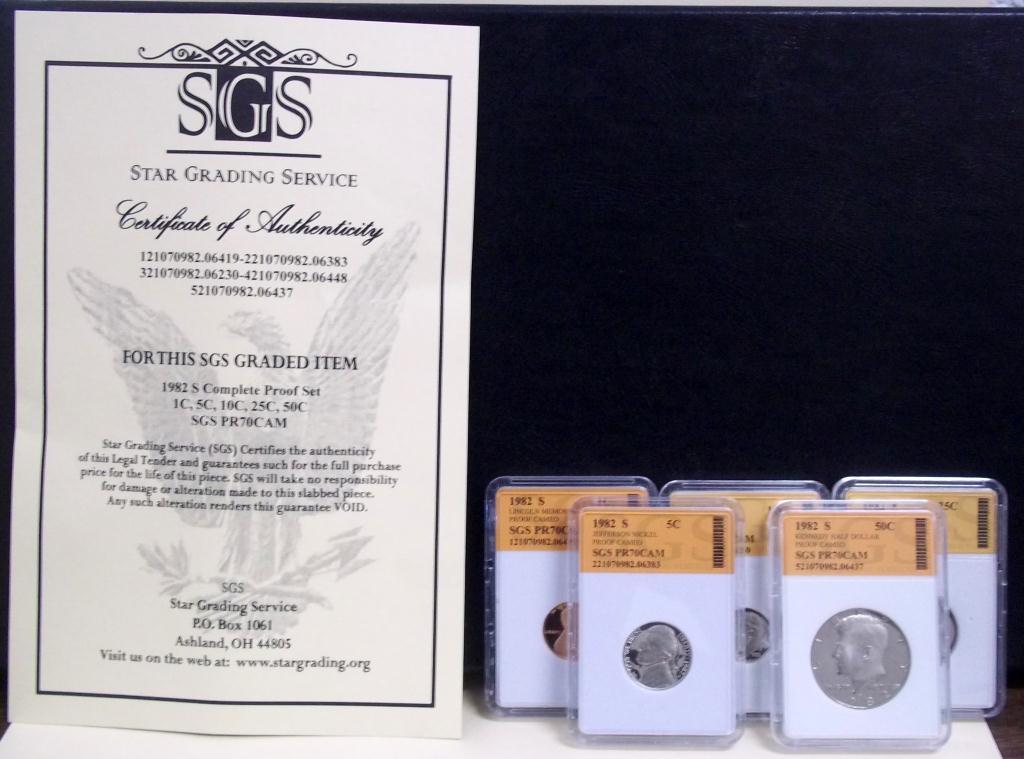 SGS
STAR GRADING SERVICE
Certificate of Authenticity
121070982.06419-221070982.06383
321070982.06230-421070982.06448
521070982.06437
FOR THIS SGS GRADED ITEM
1982 S Complete Proof Set
1C, 5C, 10C, 25C, 50C
SGS PR70CAM
Star Grading Service (SGS) Certifies the authenticity
of this Legal Tender and guarantees such for the full purchase
price for the life of this piece. SGS will take no responsibility
for damage or alteration made to this slabbed piece.
Any such alteration renders this guarantee VOID.
SGS
Star Grading Service
P.O. Box 1061
Ashland, OH 44805
Visit us on the web at: www.stargrading.org
1982 S
LINCOLN
PROOF CAMEO
SGS PR70C
121070982.064
1982 S 5C
JEFFERSON NICKEL
PROOF CAMEO
SGS PR70CAM
221070982.06383
1982 S 50C
KENNEDY HALF DOLLAR
PROOF CAMEO
SGS PR70CAM
521070982.06437